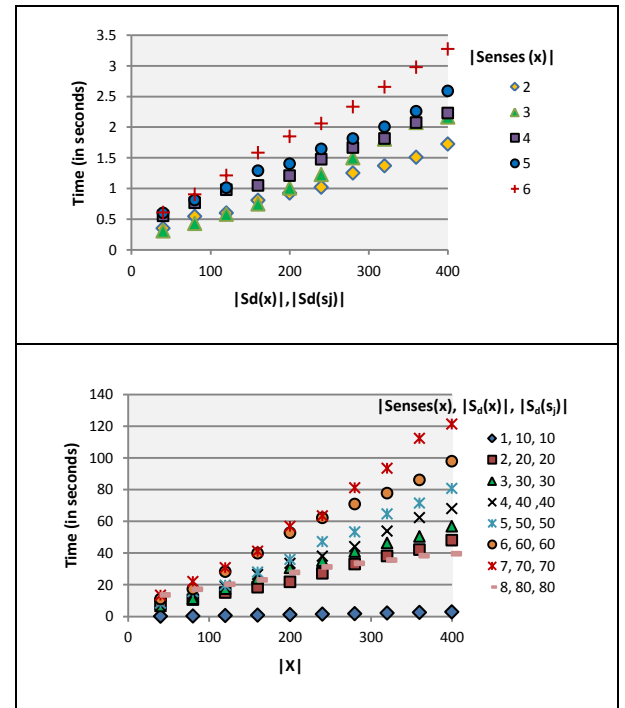 3.5
3
2.5
2
1.5
1
0.5
0
Time (in seconds)
0 100 200 300 400
|Sd(x)|,|Sd(sj)|
|Senses (x)|
2
3
4
5
6
140
120
100
80
60
40
20
0
Time (in seconds)
0 100 200 300 400
|X|
|Senses(x), |Sd(x)|, |Sd(sj)|
1, 10, 10
2, 20, 20
3, 30, 30
4, 40 ,40
5, 50, 50
6, 60, 60
7, 70, 70
8, 80, 80